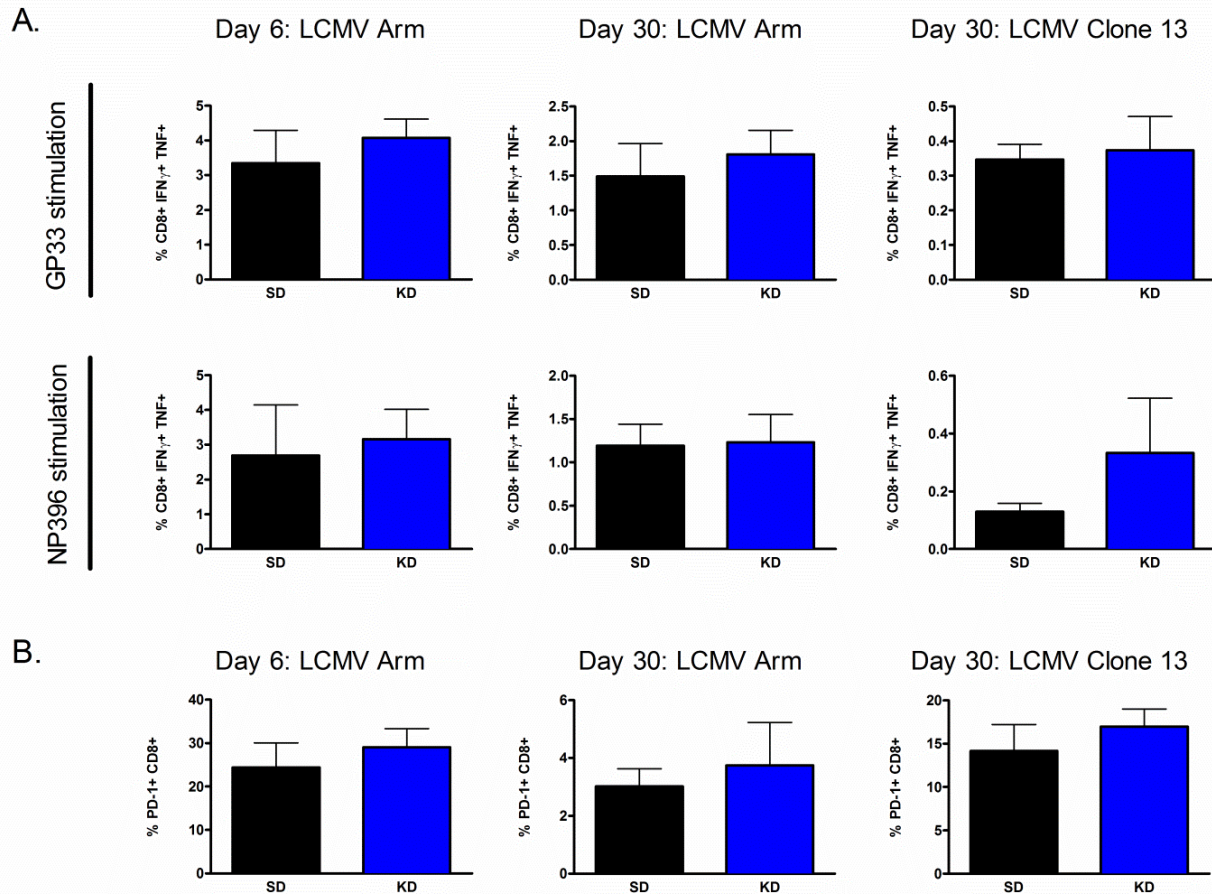 A.
Day 6: LCMV Arm
Day 30: LCMV Arm
Day 30: LCMV Clone 13
GP33 stimulation
% CD8+ IFNγ+ TNF+
5
4
3
2
1
0
SD
KD
% CD8+ IFNγ+ TNF+
2.5
2.0
1.5
1.0
0.5
0.0
SD
KD
% CD8+ IFNγ+ TNF+
0.5
0.4
0.3
0.2
0.1
0.0
SD
KD
NP396 stimulation
% CD8+ IFNγ+ TNF+
5
4
3
2
1
0
SD
KD
% CD8+ IFNγ+ TNF+
2.0
1.5
1.0
0.5
0.0
SD
KD
% CD8+ IFNγ+ TNF+
0.6
0.4
0.2
0.0
SD
KD
B.
Day 6: LCMV Arm
Day 30: LCMV Arm
Day 30: LCMV Clone 13
% PD-1+ CD8+
40
30
20
10
0
SD
KD
% PD-1+ CD8+
6
4
2
0
SD
KD
% PD-1+ CD8+
20
15
10
5
0
SD
KD